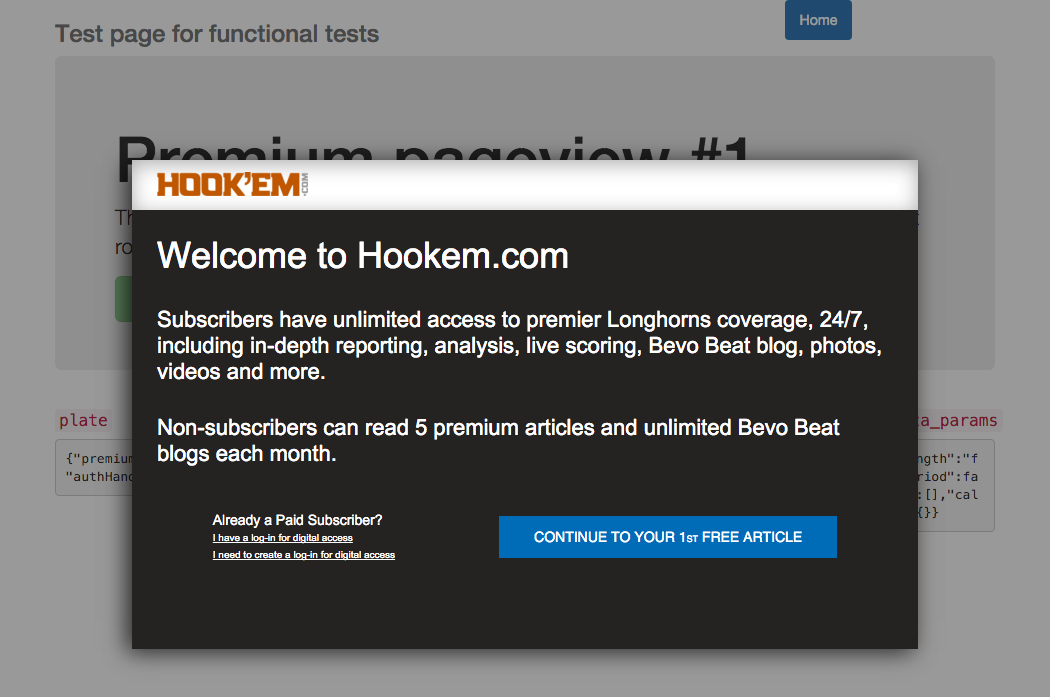 Test page for functional tests
Home
Premium pageview #1
HOOK'EM .COM
Welcome to Hookem.com
Subscribers have unlimited access to premier Longhorns coverage, 24/7,
including in-depth reporting, analysis, live scoring, Bevo Beat blog, photos,
videos and more.
plate
Non-subscribers can read 5 premium articles and unlimited Bevo Beat
blogs each month.
{"premium
"authHand
ngth":"f
riod":fa
:[],"cal
{}}
Already a Paid Subscriber?
I have a log-in for digital access
I need to create a log-in for digital access
CONTINUE TO YOUR 1ST FREE ARTICLE